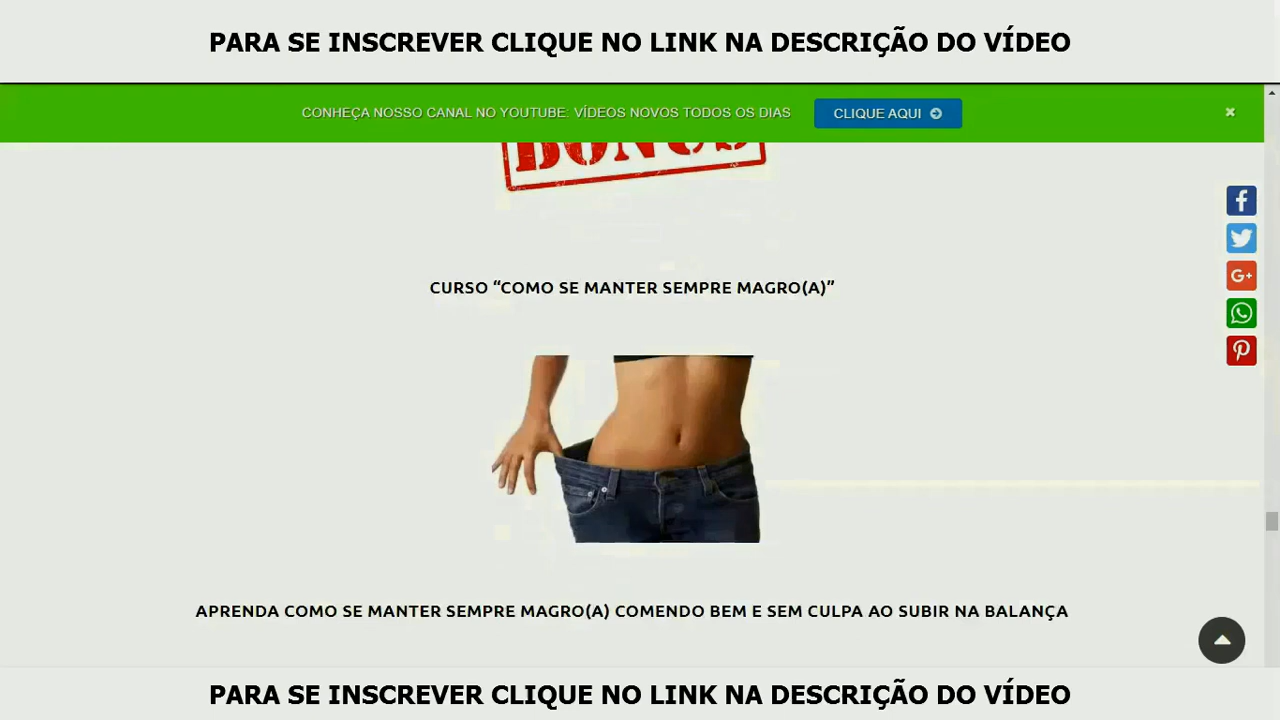 PARA SE INSCREVER CLIQUE NO LINK NA DESCRIÇÃO DO VÍDEO
CONHEÇA NOSSO CANAL NO YOUTUBE: VÍDEOS NOVOS TODOS OS DIAS
CLIQUE AQUI
BONUS
CURSO “COMO SE MANTER SEMPRE MAGRO(A)”
APRENDA COMO SE MANTER SEMPRE MAGRO(A) COMENDO BEM E SEM CULPA AO SUBIR NA BALANÇA
PARA SE INSCREVER CLIQUE NO LINK NA DESCRIÇÃO DO VÍDEO